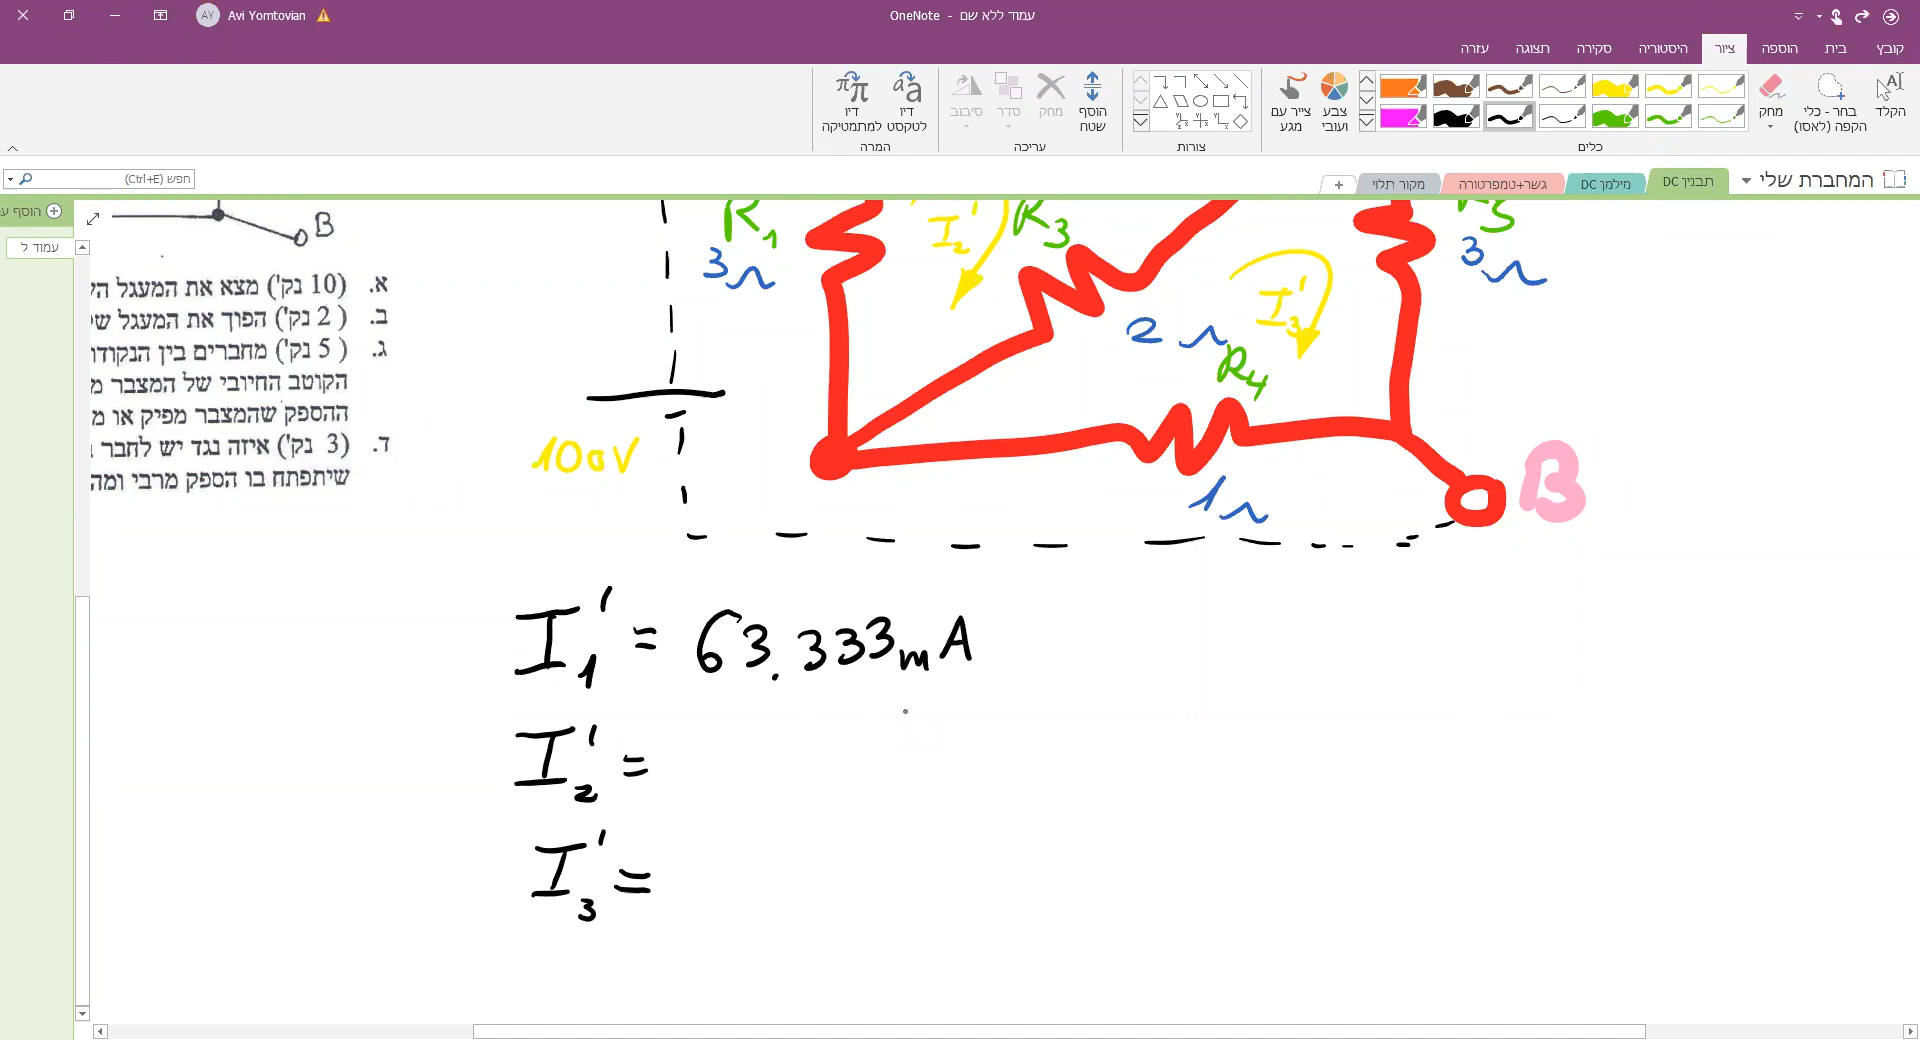 Avi Yomtovian
עמוד ללא שם - OneNote
קובץ
בית
הוספה
ציור
היסטוריה
סקירה
תצוגה
עזרה
הקלד
בחר - כלי
הקפה (לאסו)
מחק
כלים
צבע
ועובי
צייר עם
מגע
צורות
הוסף
שטח
מחק
סדר
סיבוב
עריכה
דיו
לטקסט
דיו
למתמטיקה
המרה
המחברת שלי
תבנין DC
מילמן DC
גשר+טמפרטורה
מקור תלוי
חפש (Ctrl+E)
עמוד ל
B
א. (10 נק') מצא את המעגל
ב. (2 נק') הפוך את המעגל
ג. (5 נק') מחברים בין
הקוטב החיובי של המצבר
ההספק שהמצבר מפיק או
ד. (3 נק') איזה נגד יש לחבר
שיתפתח בו הספק מרבי ומה
R1
3Ω
I2'
R3
2Ω
I3'
R4
1Ω
R5
3Ω
100V
B
I1' = 63.333mA
I2' =
I3' =